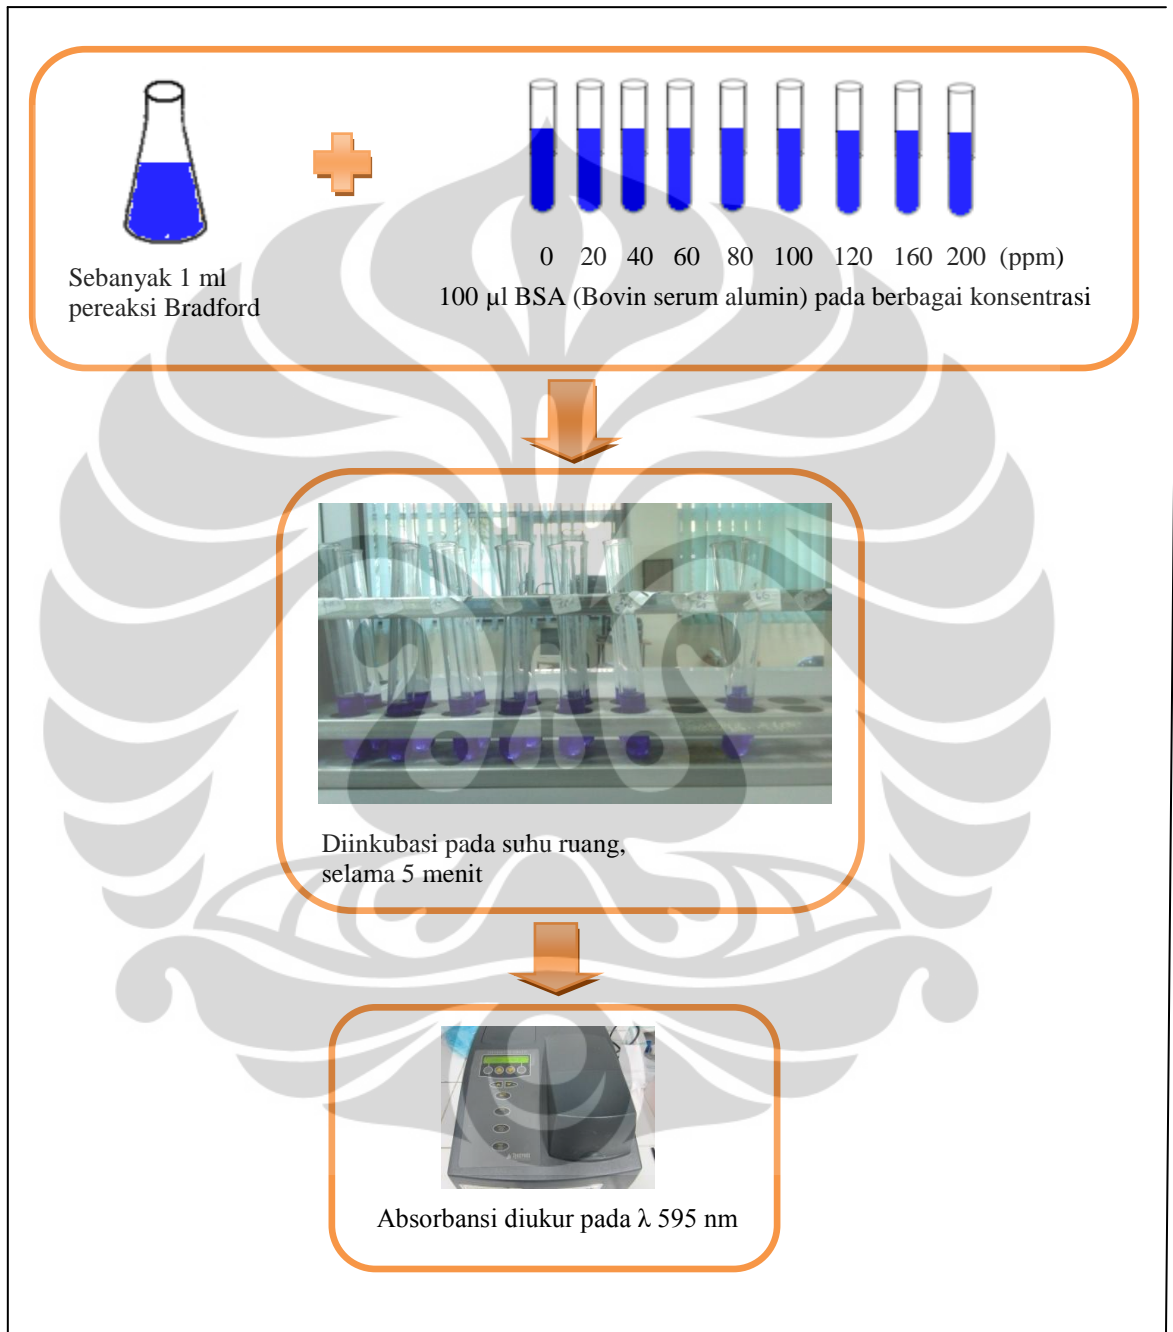 0 20 40 60 80 100 120 160 200 (ppm)
Sebanyak 1 ml
pereaksi Bradford
100 µl BSA (Bovin serum alumin) pada berbagai konsentrasi
Diinkubasi pada suhu ruang,
selama 5 menit
Absorbansi diukur pada λ 595 nm